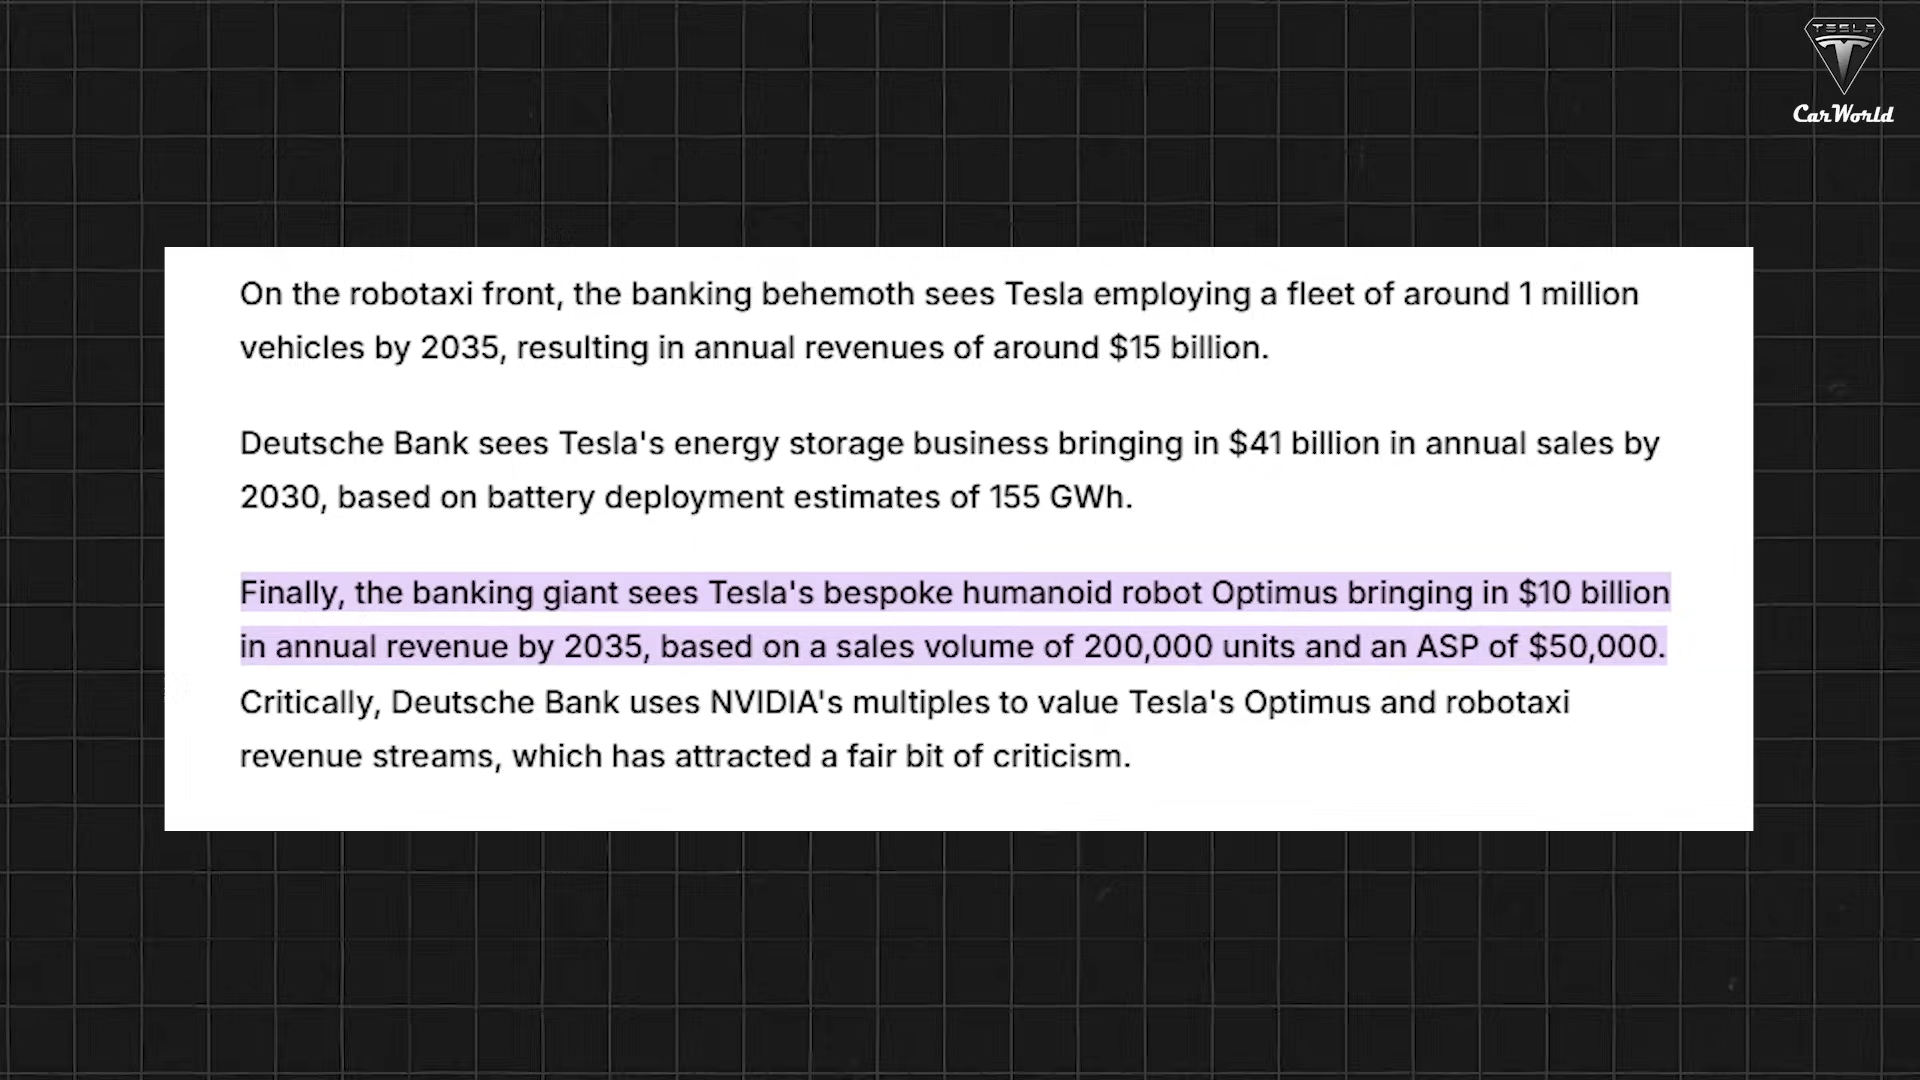 TESLA
CarWorld
On the robotaxi front, the banking behemoth sees Tesla employing a fleet of around 1 million
vehicles by 2035, resulting in annual revenues of around $15 billion.
Deutsche Bank sees Tesla's energy storage business bringing in $41 billion in annual sales by
2030, based on battery deployment estimates of 155 GWh.
Finally, the banking giant sees Tesla's bespoke humanoid robot Optimus bringing in $10 billion
in annual revenue by 2035, based on a sales volume of 200,000 units and an ASP of $50,000.
Critically, Deutsche Bank uses NVIDIA's multiples to value Tesla's Optimus and robotaxi
revenue streams, which has attracted a fair bit of criticism.